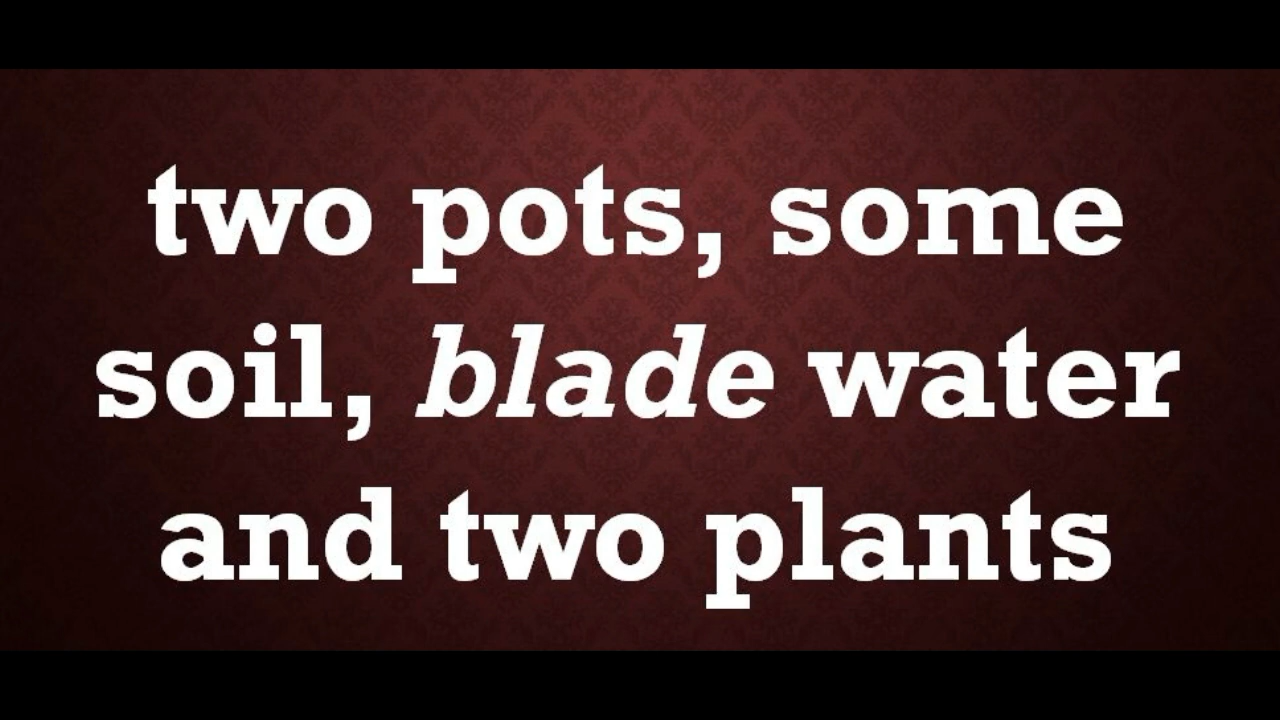 two pots, some
soil, blade water
and two plants